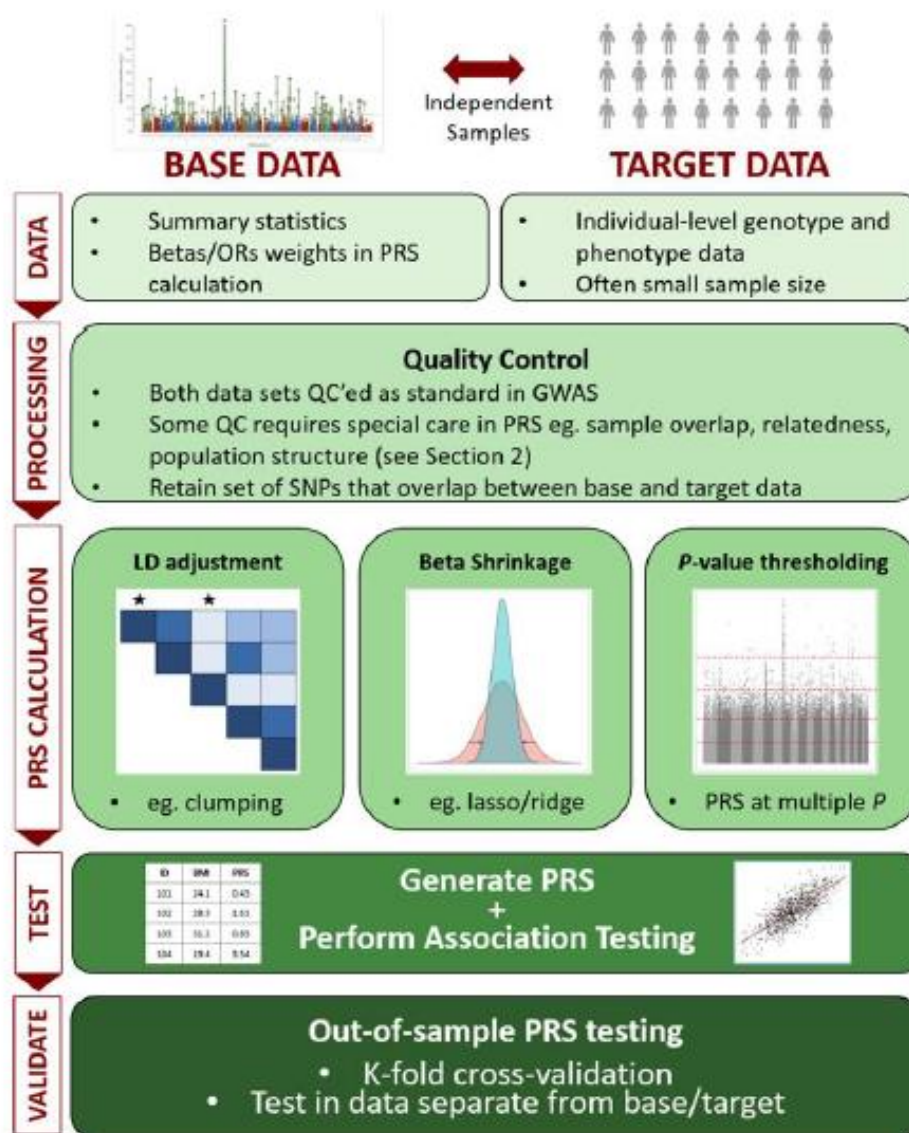 Independent
Samples
BASE DATA
TARGET DATA
DATA
• Summary statistics
• Betas/ORs weights in PRS
calculation
• Individual-level genotype and
phenotype data
• Often small sample size
PROCESSING
Quality Control
• Both data sets QC'ed as standard in GWAS
• Some QC requires special care in PRS eg. sample overlap, relatedness,
population structure (see Section 2)
• Retain set of SNPs that overlap between base and target data
PRS CALCULATION
LD adjustment
• eg. clumping
Beta Shrinkage
• eg. lasso/ridge
P-value thresholding
• PRS at multiple P
TEST
ID BMI PRS
101 24.1
102
103
104
Generate PRS
+
Perform Association Testing
VALIDATE
Out-of-sample PRS testing
• K-fold cross-validation
• Test in data separate from base/target